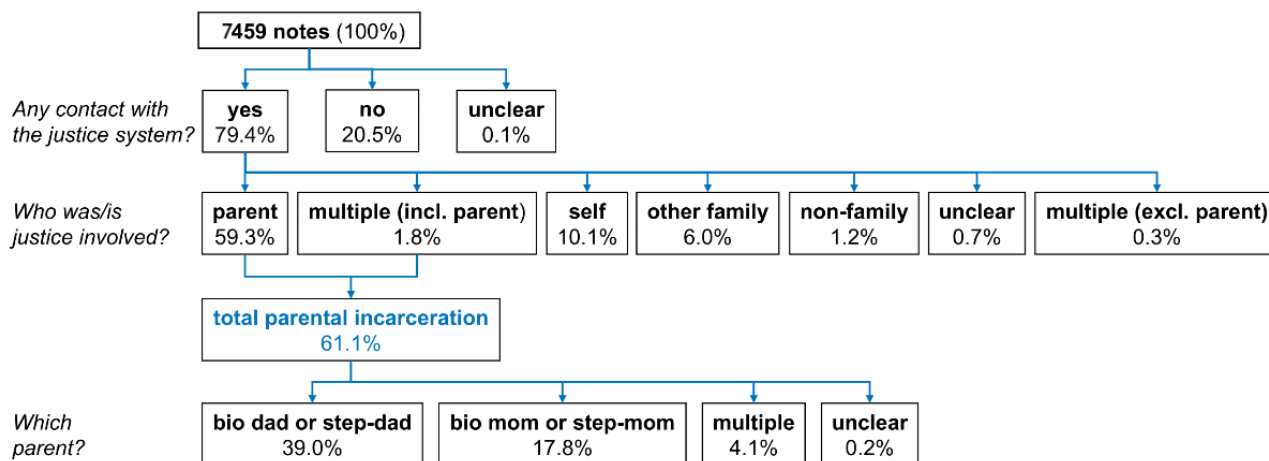 7459 notes (100%)
Any contact with
the justice system?
yes
79.4%
no
20.5%
unclear
0.1%
Who was/is
justice involved?
parent
59.3%
multiple (incl. parent)
1.8%
self
10.1%
other family
6.0%
non-family
1.2%
unclear
0.7%
multiple (excl. parent)
0.3%
total parental incarceration
61.1%
Which
parent?
bio dad or step-dad
39.0%
bio mom or step-mom
17.8%
multiple
4.1%
unclear
0.2%